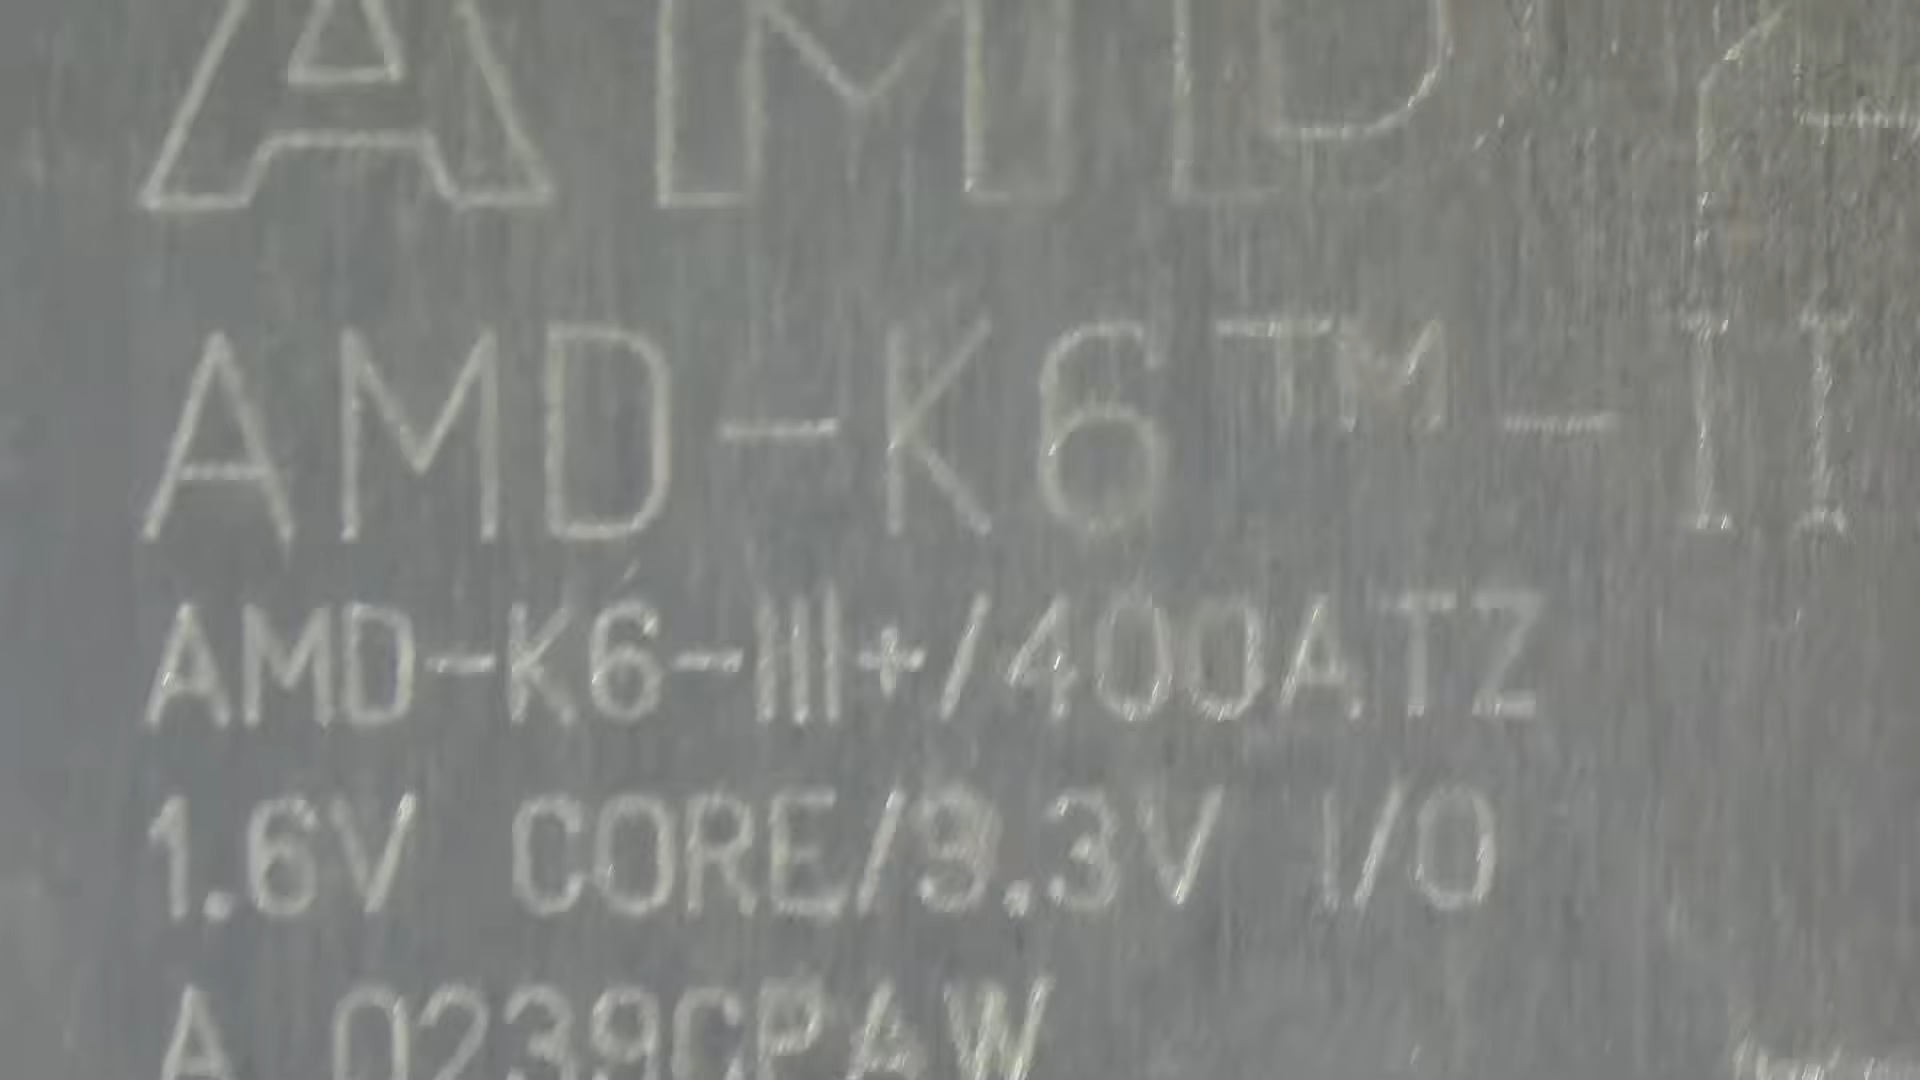 AMD
AMD-K6™-II
AMD-K6-III+/400ATZ
1.6V CORE/3.3V I/O
A 0239CPAW